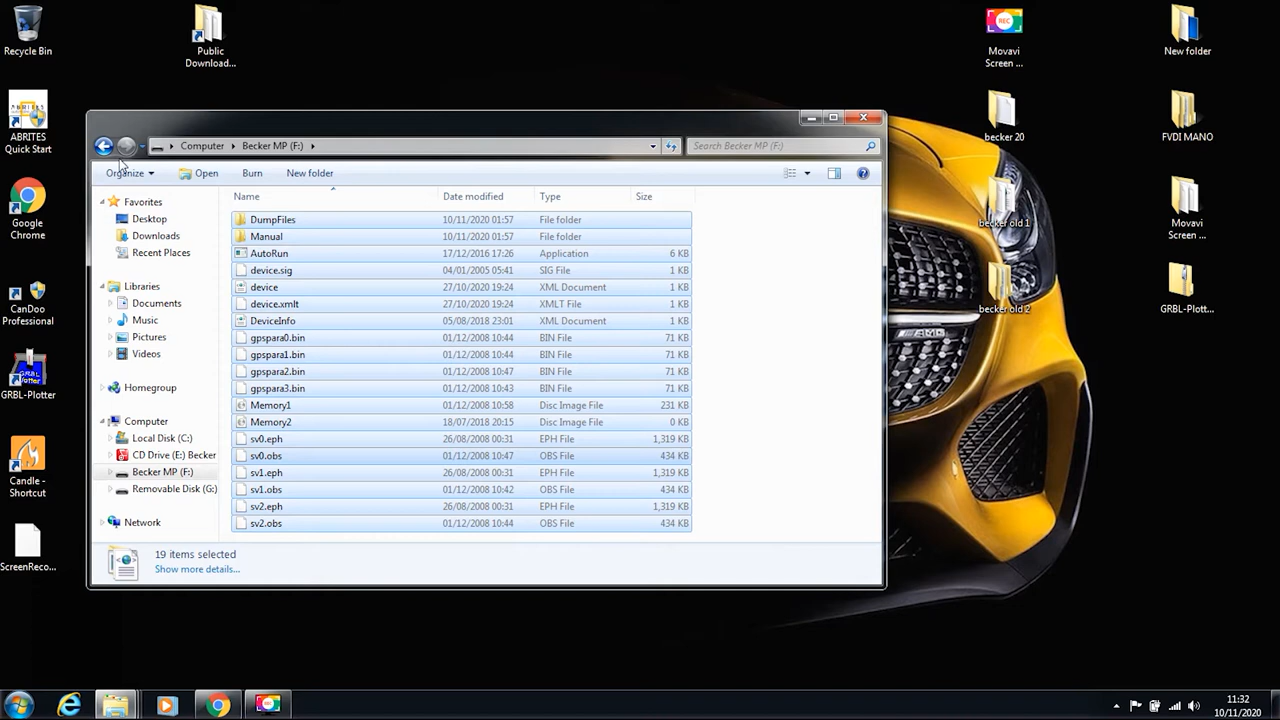 Recycle Bin
Public
Download...
REC
Movavi
Screen ...
New folder
ABRITES
ABRITES
Quick Start
becker 20
FVDI MANO
Google
Chrome
becker old 1
Movavi
Screen ...
CanDoo
Professional
becker old 2
GRBL-Plotter...
GRBL-Plotter
Candle -
Shortcut
ScreenReco...
Computer
Becker MP (F:)
Search Becker MP (F:)
Organize
Open
Burn
New folder
Favorites
Desktop
Downloads
Recent Places
Libraries
Documents
Music
Pictures
Videos
Homegroup
Computer
Local Disk (C:)
CD Drive (E:) Becker
Becker MP (F:)
Removable Disk (G:)
Network
Name Date modified Type Size
DumpFiles 10/11/2020 01:57 File folder
Manual 10/11/2020 01:57 File folder
AutoRun 17/12/2016 17:26 Application 6 KB
device.sig 04/01/2005 05:41 SIG File 1 KB
device 27/10/2020 19:24 XML Document 1 KB
device.xmlt 27/10/2020 19:24 XMLT File 1 KB
DeviceInfo 05/08/2018 23:01 XML Document 1 KB
gpspara0.bin 01/12/2008 10:44 BIN File 71 KB
gpspara1.bin 01/12/2008 10:44 BIN File 71 KB
gpspara2.bin 01/12/2008 10:47 BIN File 71 KB
gpspara3.bin 01/12/2008 10:43 BIN File 71 KB
Memory1 01/12/2008 10:58 Disc Image File 231 KB
Memory2 18/07/2018 20:15 Disc Image File 0 KB
sv0.eph 26/08/2008 00:31 EPH File 1,319 KB
sv0.obs 01/12/2008 10:47 OBS File 434 KB
sv1.eph 26/08/2008 00:31 EPH File 1,319 KB
sv1.obs 01/12/2008 10:42 OBS File 434 KB
sv2.eph 26/08/2008 00:31 EPH File 1,319 KB
sv2.obs 01/12/2008 10:44 OBS File 434 KB
19 items selected
Show more details...
11:32
10/11/2020